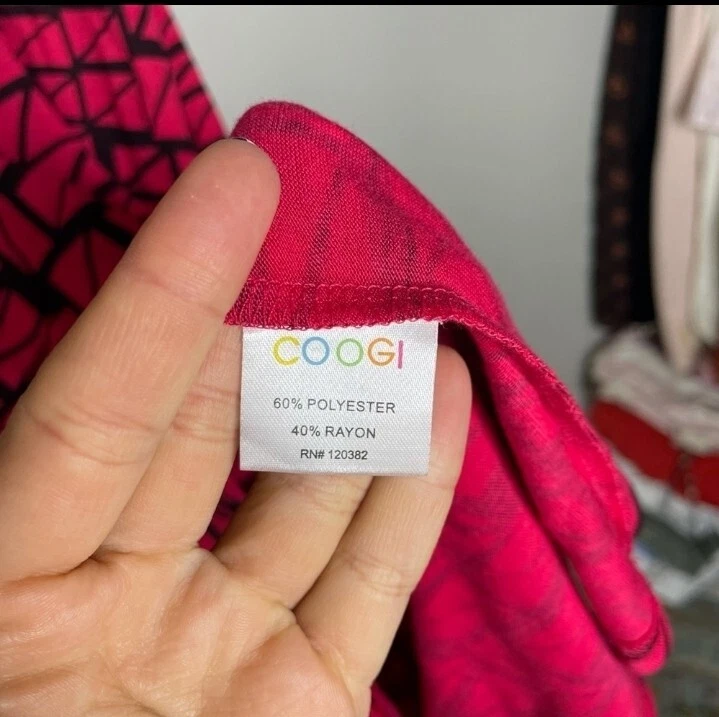 COOGI
60% POLYESTER
40% RAYON
RN# 120382